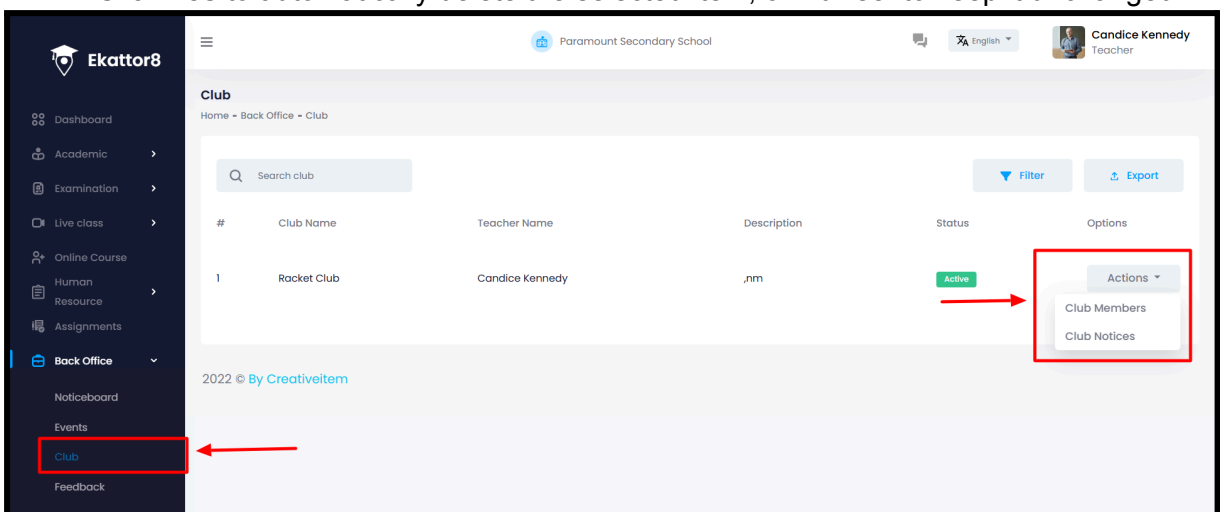 Ekattor8
Paramount Secondary School
English
Candice Kennedy
Teacher
Club
Home - Back Office - Club
Dashboard
Academic
Examination
Live class
Online Course
Human
Resource
Assignments
Back Office
Noticeboard
Events
Club
Feedback
Search club
Filter
Export
# Club Name Teacher Name Description Status Options
1 Racket Club Candice Kennedy ,nm Active Actions
Club Members
Club Notices
2022 © By Creativeitem